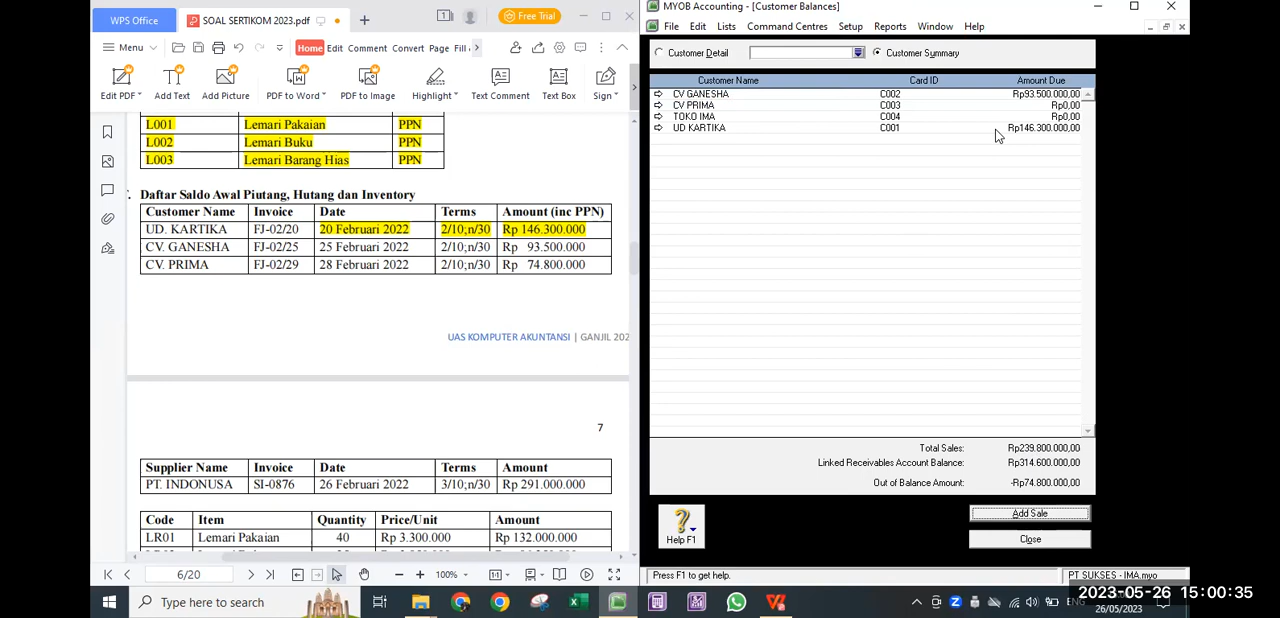 WPS Office
SOAL SERTIKOM 2023.pdf
1
Free Trial
Menu
Home
Edit
Comment
Convert
Page
Fill
Edit PDF
Add Text
Add Picture
PDF to Word
PDF to Image
Highlight
Text Comment
Text Box
Sign
L001 Lemari Pakaian PPN
L002 Lemari Buku PPN
L003 Lemari Barang Hias PPN
Daftar Saldo Awal Piutang, Hutang dan Inventory
Customer Name Invoice Date Terms Amount (inc PPN)
UD. KARTIKA FJ-02/20 20 Februari 2022 2/10;n/30 Rp 146.300.000
CV. GANESHA FJ-02/25 25 Februari 2022 2/10;n/30 Rp 93.500.000
CV. PRIMA FJ-02/29 28 Februari 2022 2/10;n/30 Rp 74.800.000
UAS KOMPUTER AKUNTANSI | GANJIL 202
7
Supplier Name Invoice Date Terms Amount
PT. INDONUSA SI-0876 26 Februari 2022 3/10;n/30 Rp 291.000.000
Code Item Quantity Price/Unit Amount
LR01 Lemari Pakaian 40 Rp 3.300.000 Rp 132.000.000
6/20
100%
MYOB Accounting - [Customer Balances]
File Edit Lists Command Centres Setup Reports Window Help
Customer Detail
Customer Summary
Customer Name Card ID Amount Due
CV GANESHA C002 Rp93.500.000,00
CV PRIMA C003 Rp0,00
TOKO IMA C004 Rp0,00
UD KARTIKA C001 Rp146.300.000,00
Total Sales: Rp239.800.000,00
Linked Receivables Account Balance: Rp314.600.000,00
Out of Balance Amount: -Rp74.800.000,00
Help F1
Add Sale
Close
Press F1 to get help.
PT SUKSES - IMA.myo
Type here to search
ENG
2023-05-26 15:00:35
26/05/2023